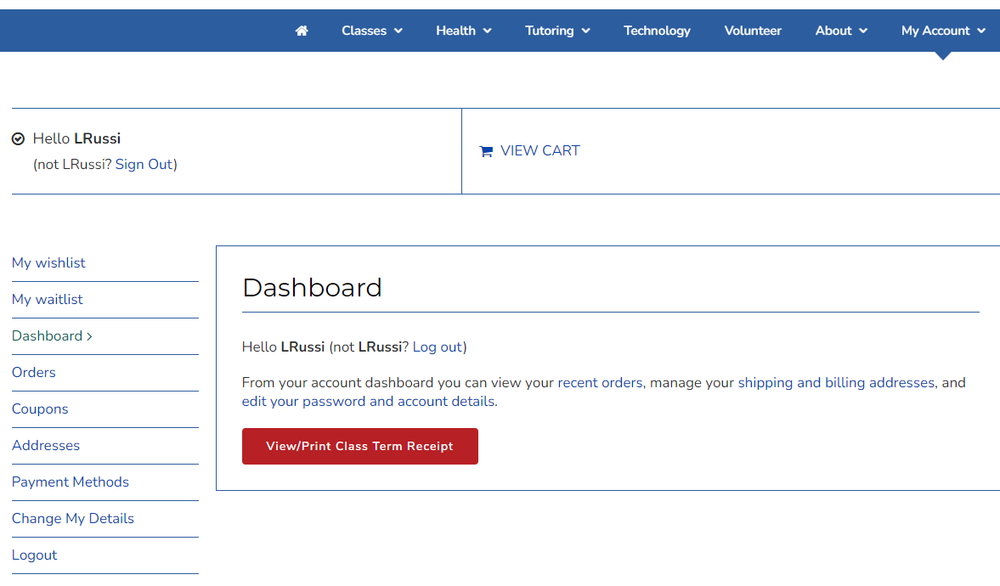 Classes Health Tutoring Technology Volunteer About My Account
Hello LRussi
(not LRussi? Sign Out)
VIEW CART
My wishlist
My waitlist
Dashboard >
Orders
Coupons
Addresses
Payment Methods
Change My Details
Logout
Dashboard
Hello LRussi (not LRussi? Log out)
From your account dashboard you can view your recent orders, manage your shipping and billing addresses, and
edit your password and account details.
View/Print Class Term Receipt